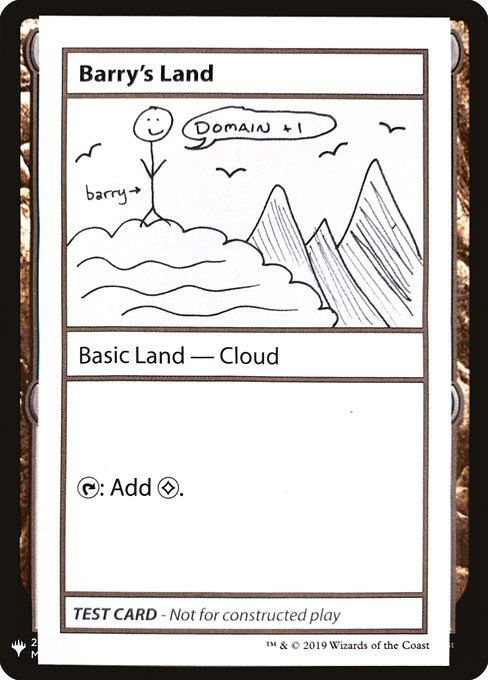 Barry's Land
DOMAIN +1
barry→
Basic Land — Cloud
: Add .
TEST CARD - Not for constructed play
™ & © 2019 Wizards of the Coast